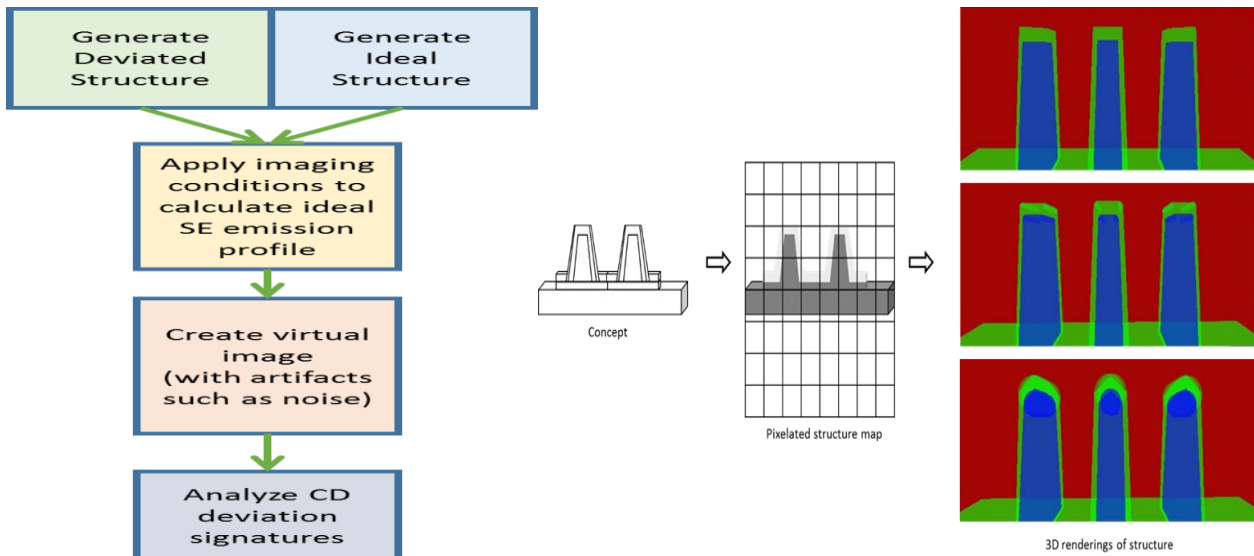 Generate
Deviated
Structure
Generate
Ideal
Structure
Apply imaging
conditions to
calculate ideal
SE emission
profile
Create virtual
image
(with artifacts
such as noise)
Analyze CD
deviation
signatures
Concept
Pixelated structure map
3D renderings of structure